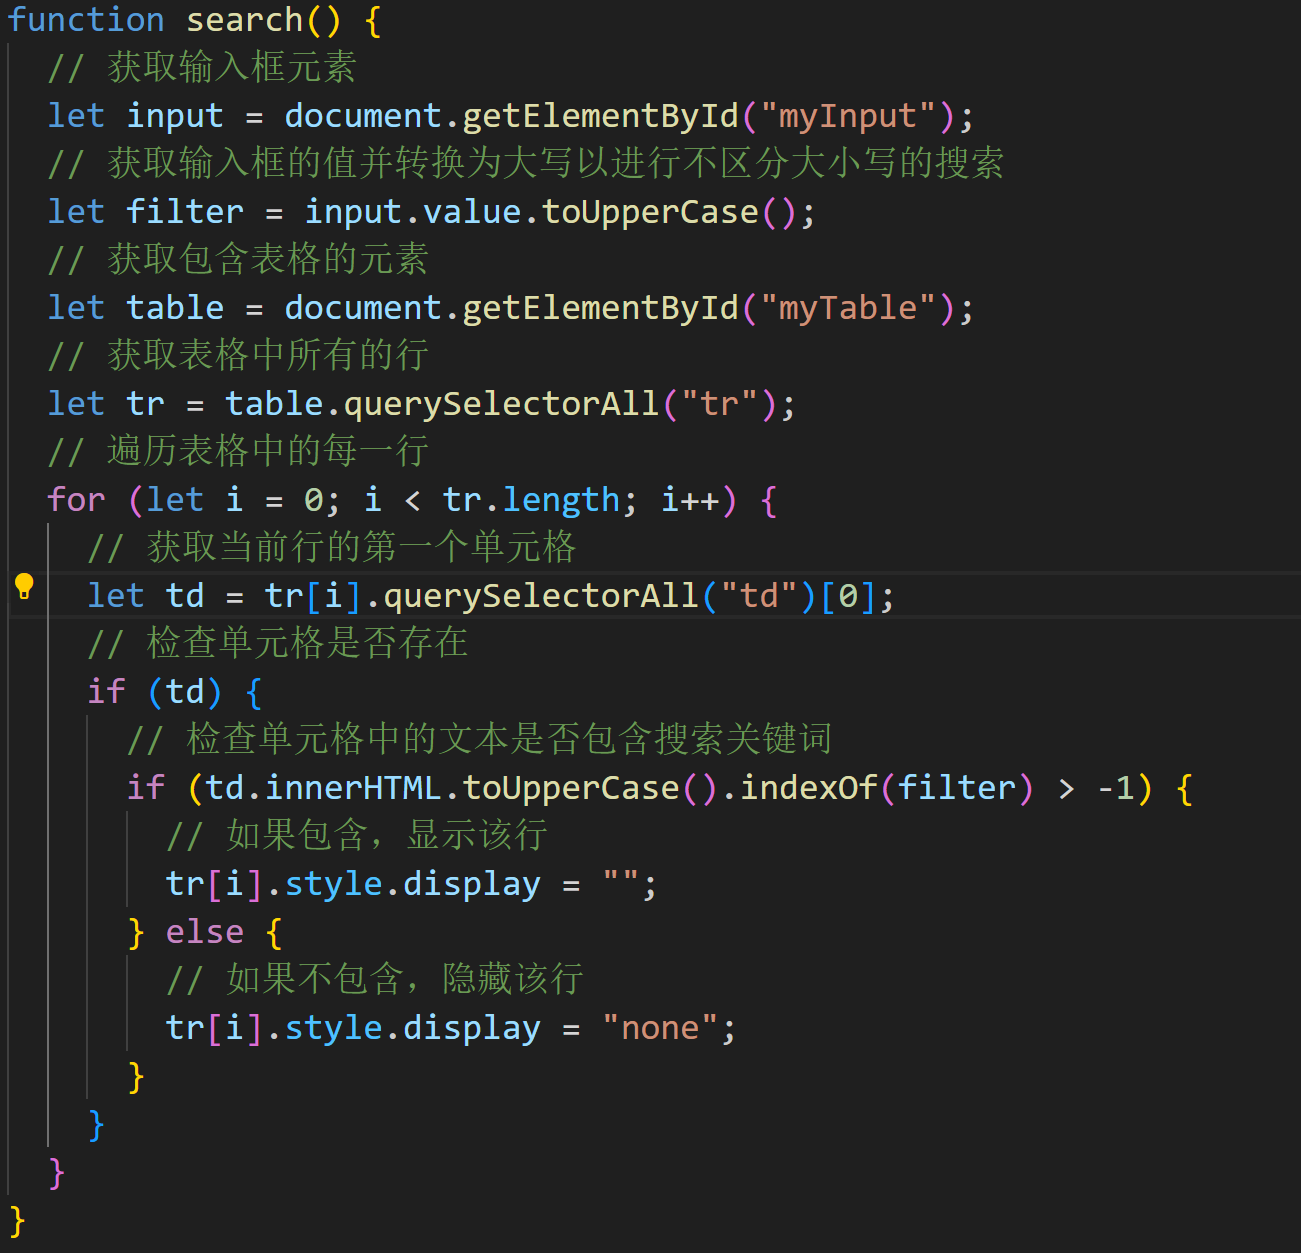 function search() {
  // 获取输入框元素
  let input = document.getElementById("myInput");
  // 获取输入框的值并转换为大写以进行不区分大小写的搜索
  let filter = input.value.toUpperCase();
  // 获取包含表格的元素
  let table = document.getElementById("myTable");
  // 获取表格中所有的行
  let tr = table.querySelectorAll("tr");
  // 遍历表格中的每一行
  for (let i = 0; i < tr.length; i++) {
    // 获取当前行的第一个单元格
    let td = tr[i].querySelectorAll("td")[0];
    // 检查单元格是否存在
    if (td) {
      // 检查单元格中的文本是否包含搜索关键词
      if (td.innerHTML.toUpperCase().indexOf(filter) > -1) {
        // 如果包含，显示该行
        tr[i].style.display = "";
      } else {
        // 如果不包含，隐藏该行
        tr[i].style.display = "none";
      }
    }
  }
}